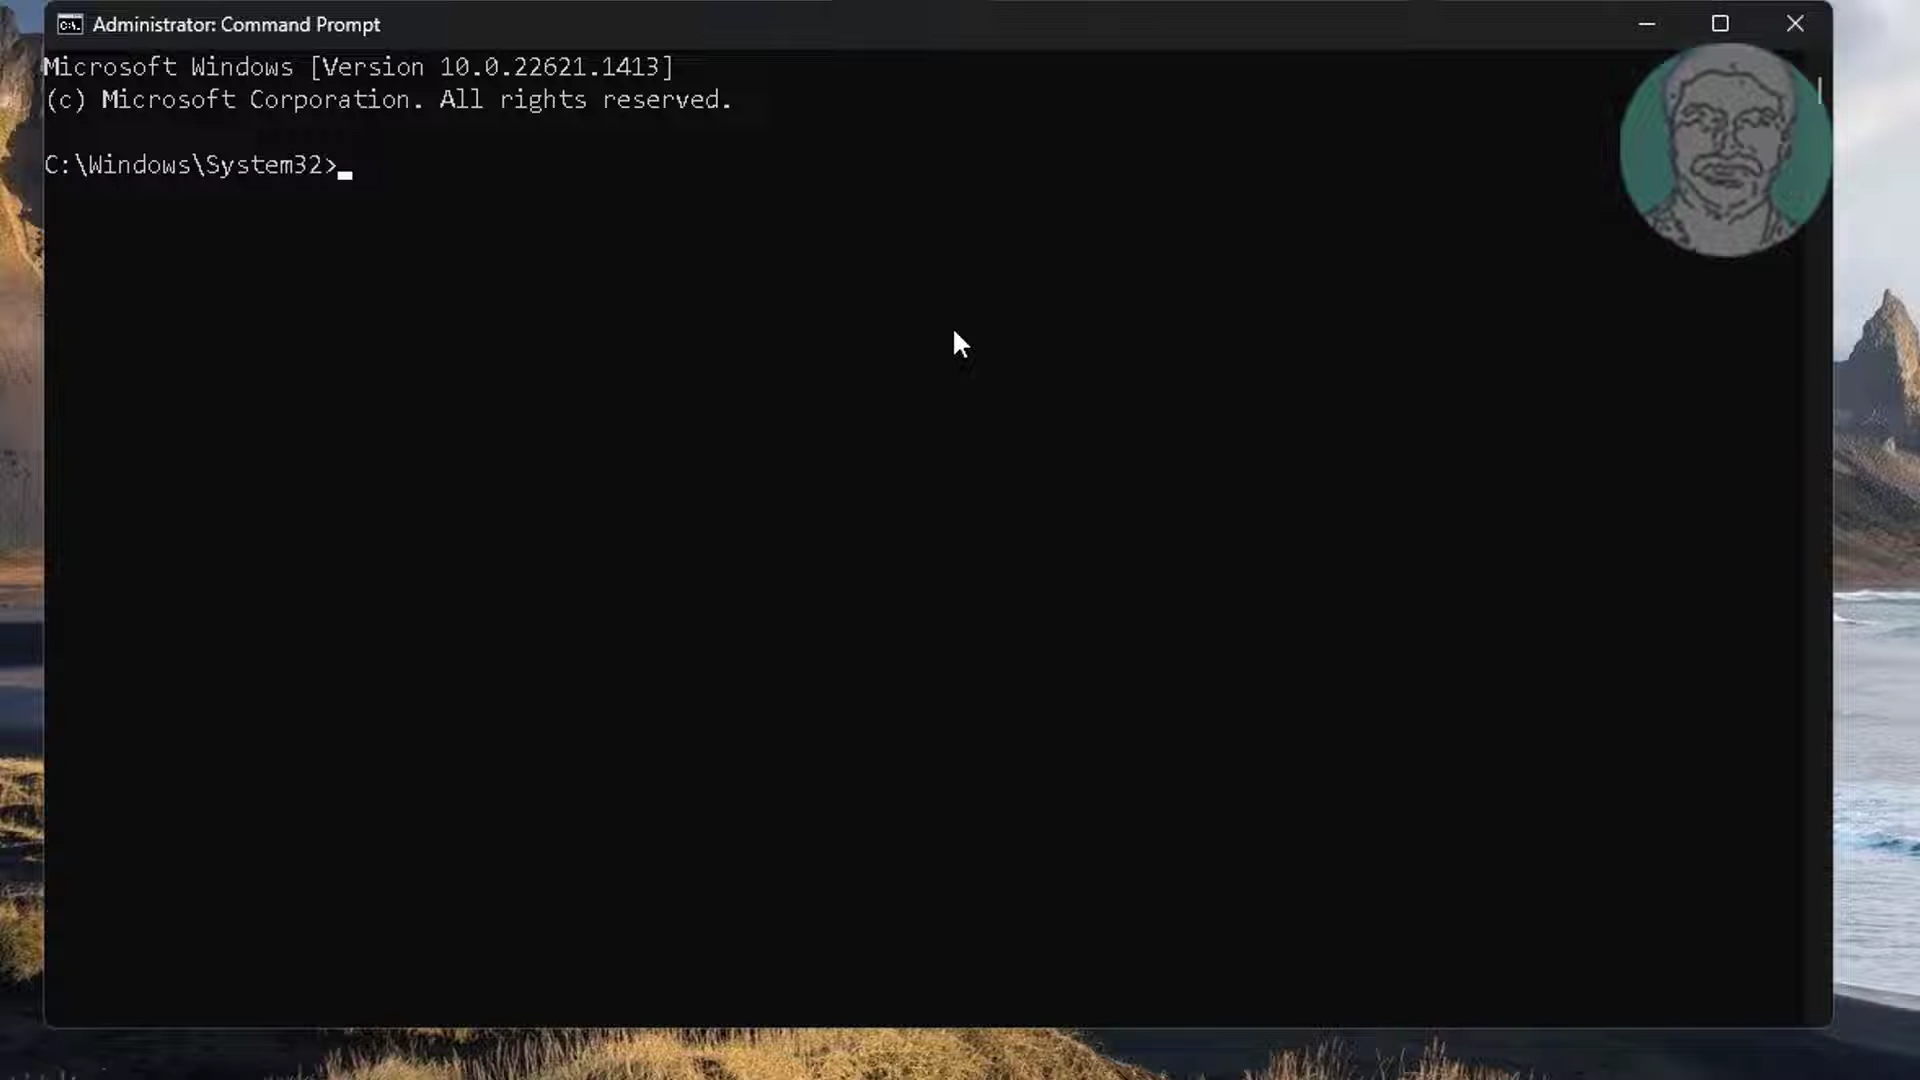 Administrator: Command Prompt
Microsoft Windows [Version 10.0.22621.1413]
(c) Microsoft Corporation. All rights reserved.
C:\Windows\System32>